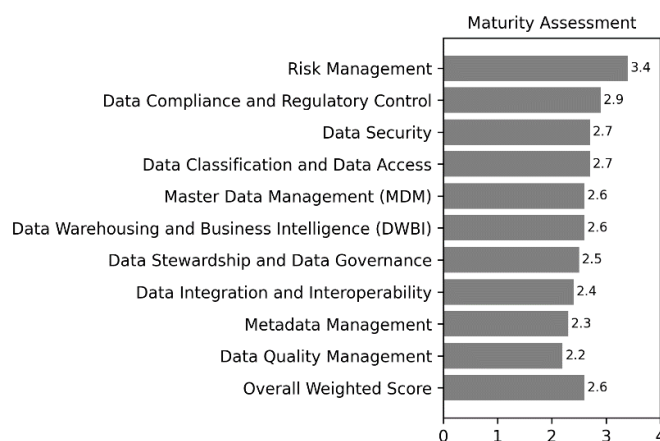 Maturity Assessment
Risk Management 3.4
Data Compliance and Regulatory Control 2.9
Data Security 2.7
Data Classification and Data Access 2.7
Master Data Management (MDM) 2.6
Data Warehousing and Business Intelligence (DWBI) 2.6
Data Stewardship and Data Governance 2.5
Data Integration and Interoperability 2.4
Metadata Management 2.3
Data Quality Management 2.2
Overall Weighted Score 2.6
0 1 2 3 4